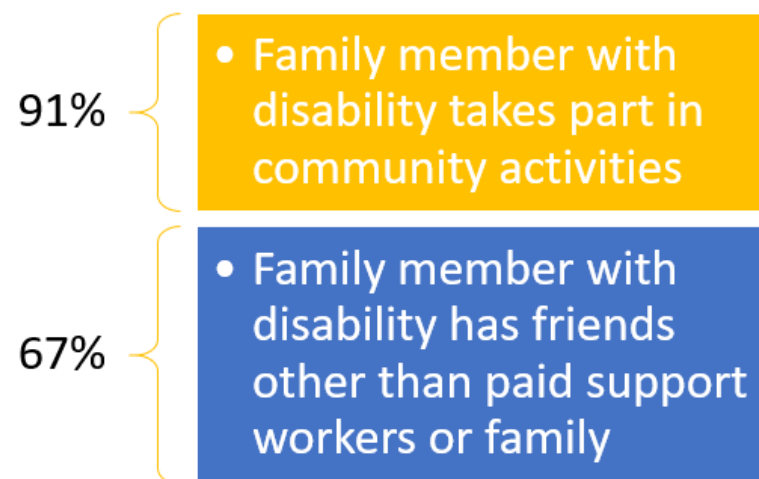 91%
• Family member with
disability takes part in
community activities
67%
• Family member with
disability has friends
other than paid support
workers or family